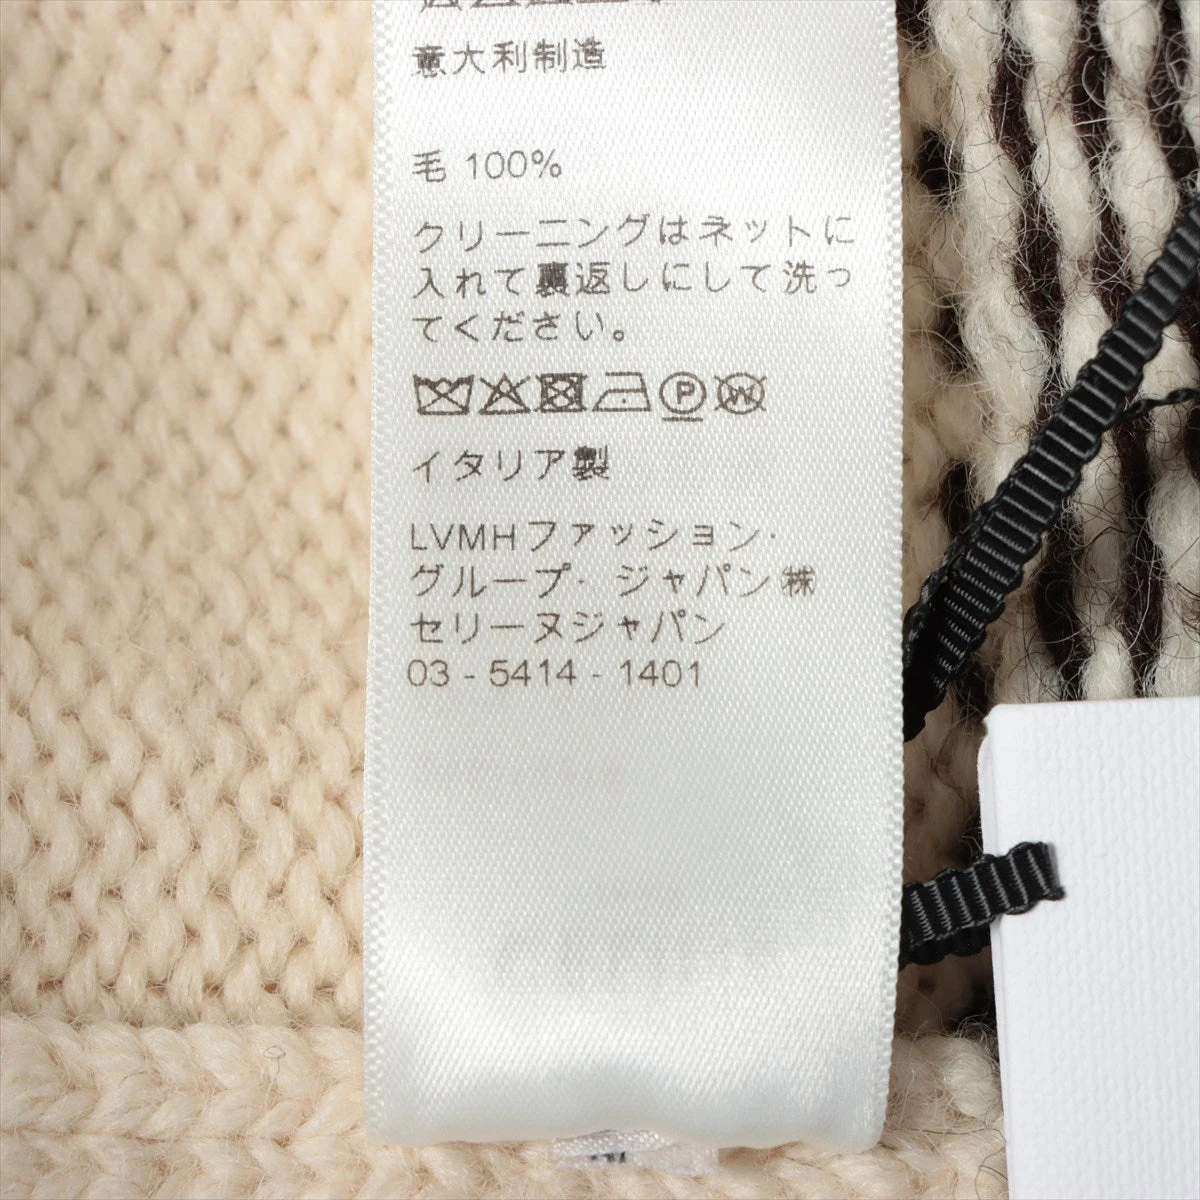 意大利制造
毛 100%
クリーニングはネットに
入れて裏返しにして洗っ
てください。
P W
イタリア製
LVMHファッション・
グループ・ジャパン㈱
セリーヌジャパン
03 - 5414 - 1401